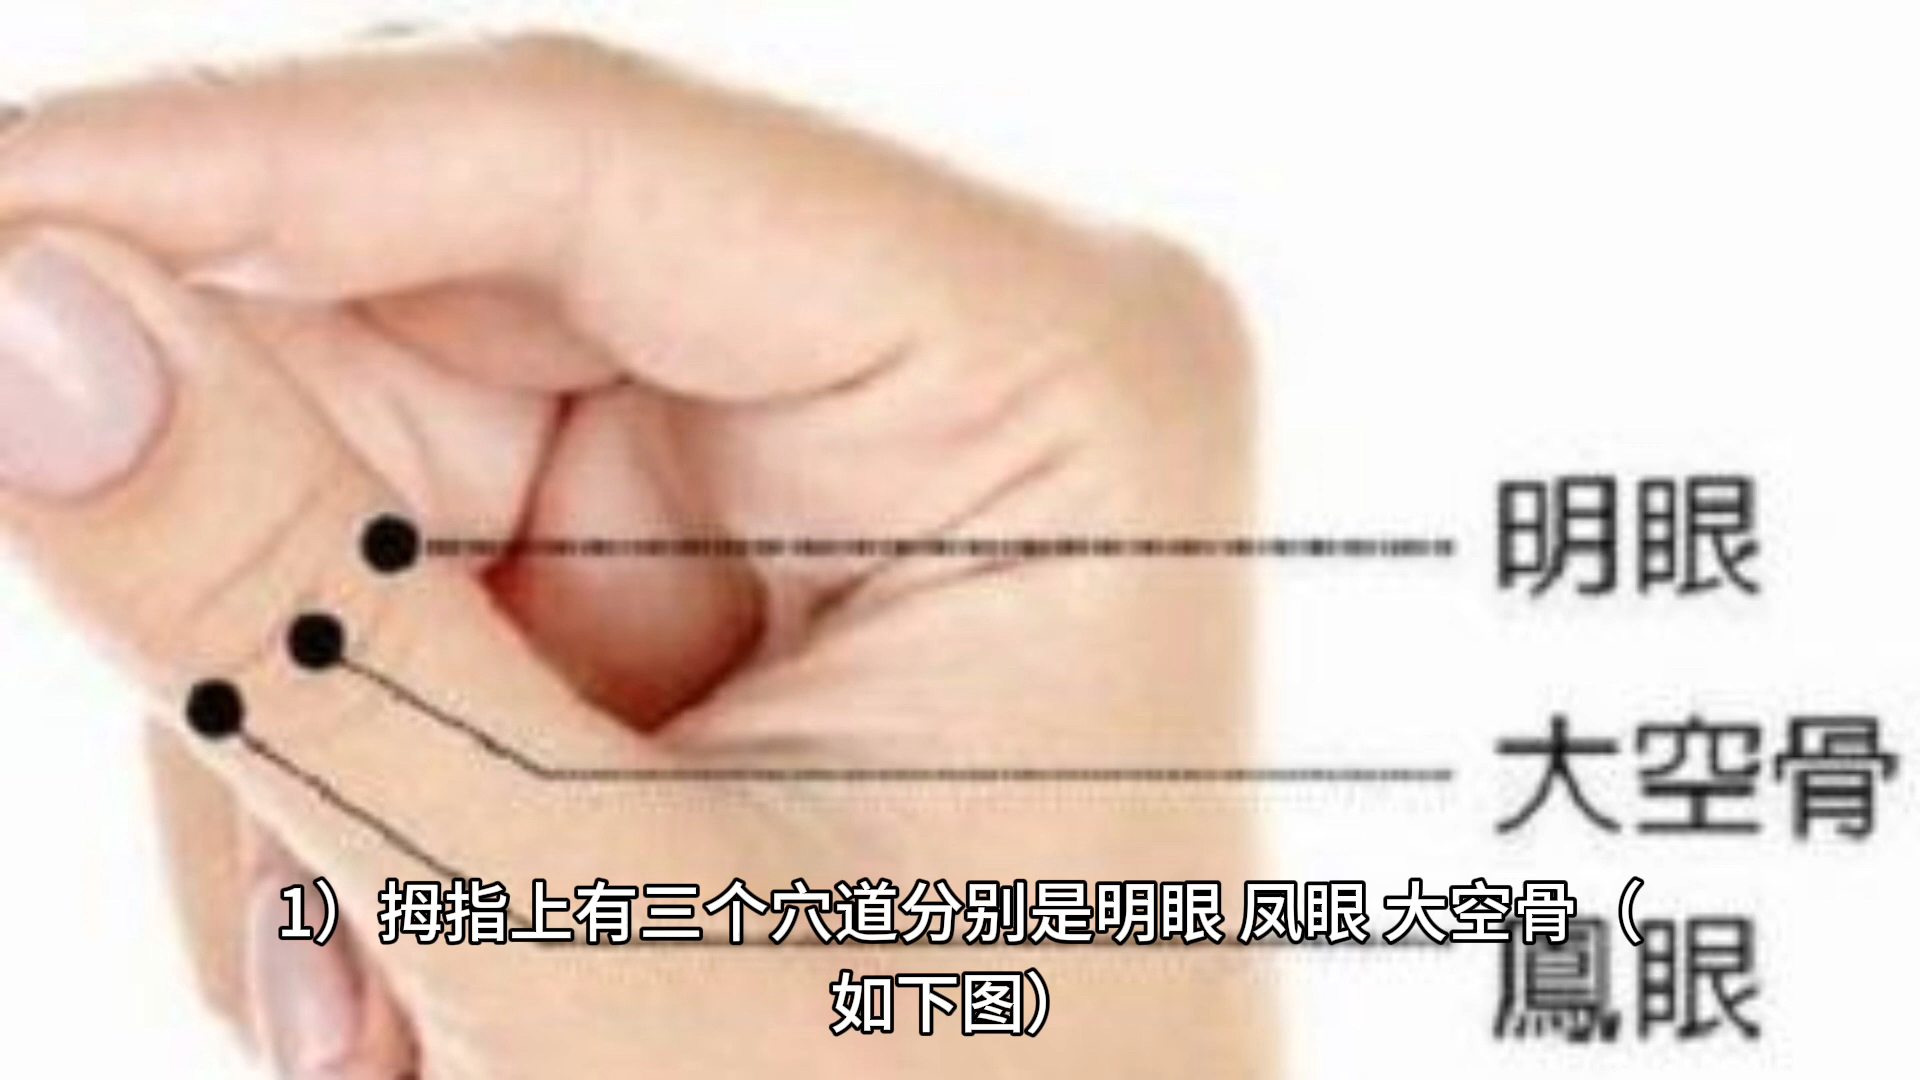 明眼
大空骨
鳳眼
1）拇指上有三个穴道分别是明眼 凤眼 大空骨（
如下图）